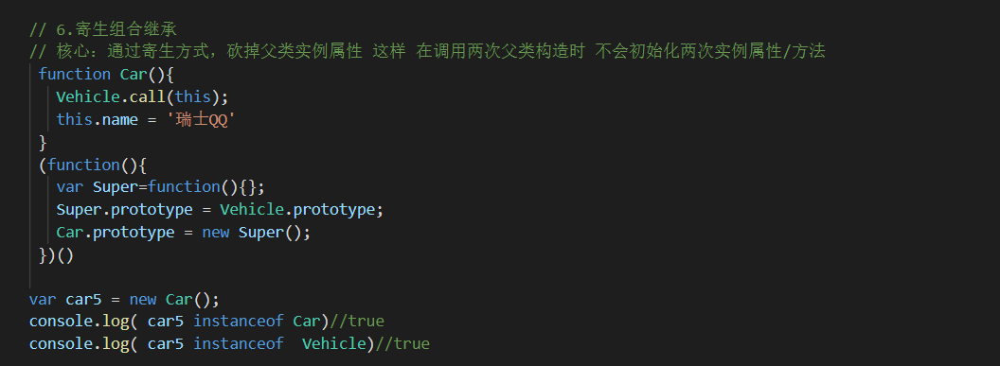 // 6.寄生组合继承
// 核心：通过寄生方式，砍掉父类实例属性 这样 在调用两次父类构造时 不会初始化两次实例属性/方法
function Car(){
Vehicle.call(this);
this.name = '瑞士QQ'
}
(function(){
var Super=function(){};
Super.prototype = Vehicle.prototype;
Car.prototype = new Super();
})()
var car5 = new Car();
console.log( car5 instanceof Car)//true
console.log( car5 instanceof  Vehicle)//true